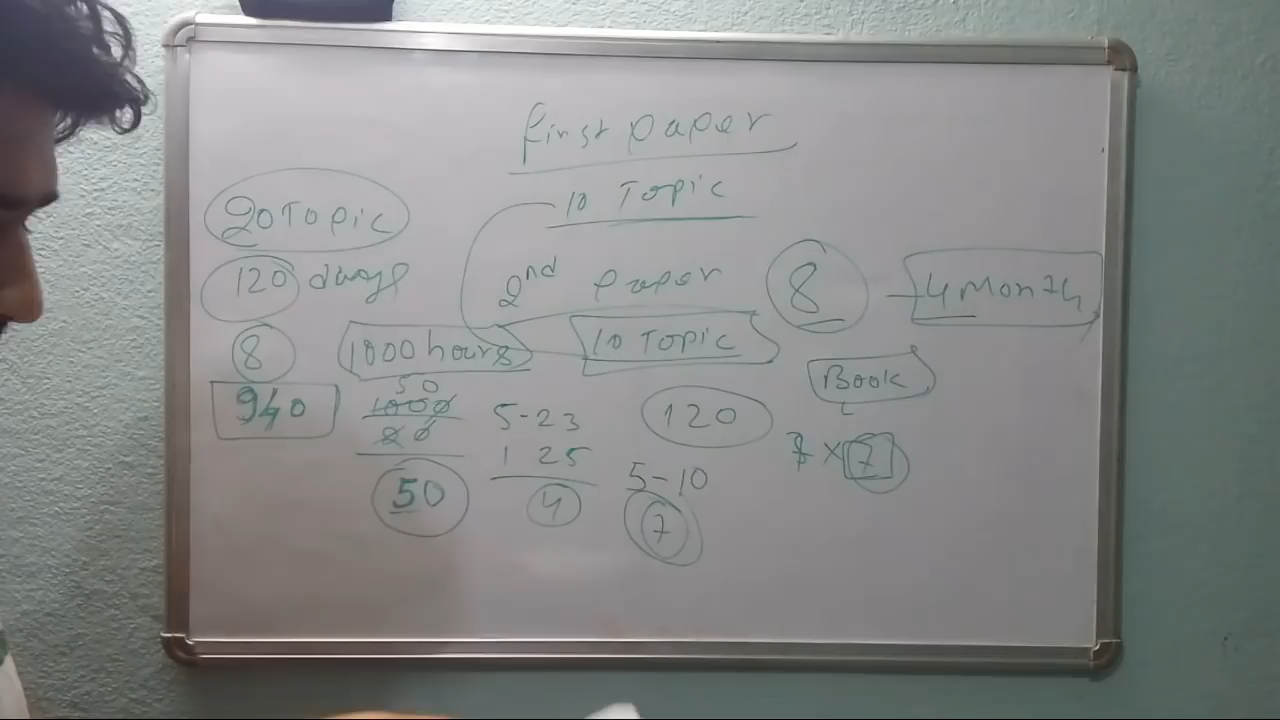 First paper
10 Topic
20 Topic
2nd paper
8 - 4 Month
120 days
8
1000 hours
10 Topic
Book
940
50
1000
20
50
5-23
1 25
4
120
5-10
7
7 x 7